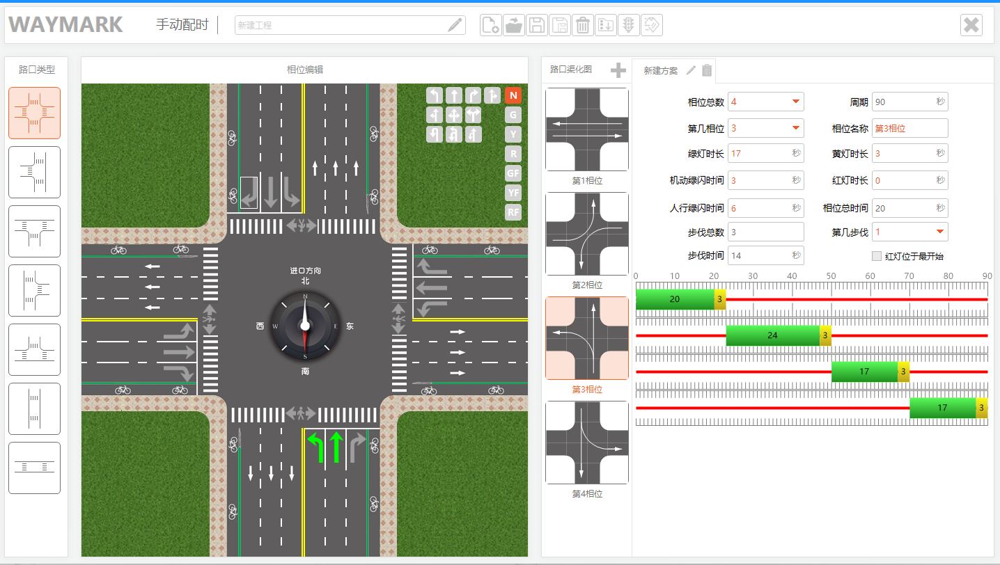 WAYMARK
手动配时
新建工程
路口类型
相位编辑
N
G
Y
R
GF
YF
RF
进口方向
北
N
西 W E 东
S
南
路口渠化图
第1相位
第2相位
第3相位
第4相位
新建方案
相位总数 4 周期 90 秒
第几相位 3 相位名称 第3相位
绿灯时长 17 秒 黄灯时长 3 秒
机动绿闪时间 3 秒 红灯时长 0 秒
人行绿闪时间 6 秒 相位总时间 20 秒
步伐总数 3 第几步伐 1
步伐时间 14 秒 红灯位于最开始
0 10 20 30 40 50 60 70 80 90
20 3
24 3
17 3
17 3